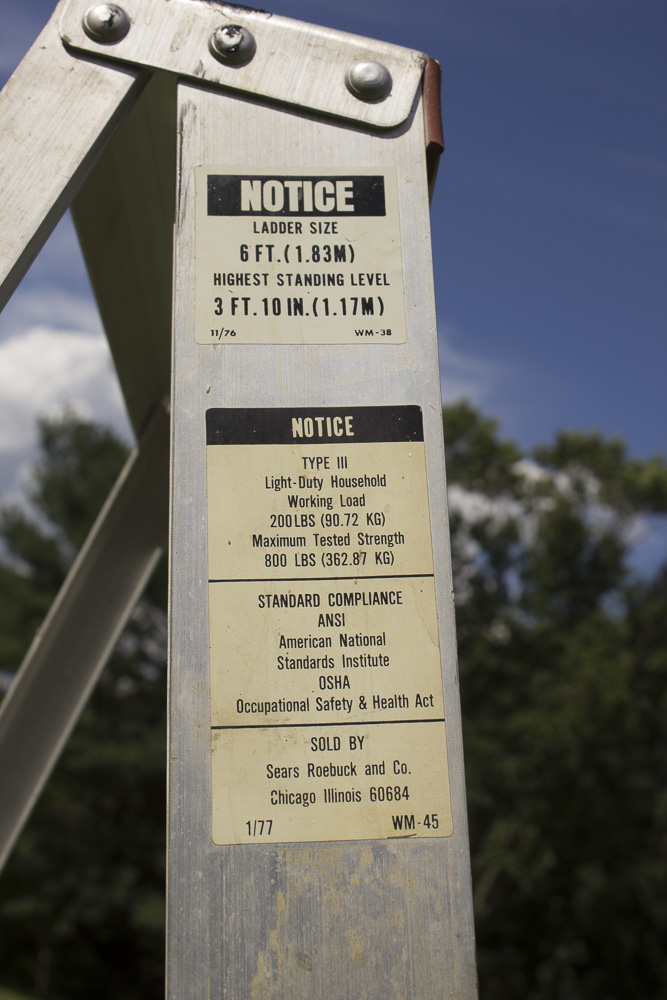 NOTICE
LADDER SIZE
6 FT.(1.83M)
HIGHEST STANDING LEVEL
3 FT. 10 IN.(1.17M)
11/76 WM-38
NOTICE
TYPE III
Light-Duty Household
Working Load
200LBS (90.72 KG)
Maximum Tested Strength
800 LBS (362.87 KG)
STANDARD COMPLIANCE
ANSI
American National
Standards Institute
OSHA
Occupational Safety & Health Act
SOLD BY
Sears Roebuck and Co.
Chicago Illinois 60684
1/77 WM-45